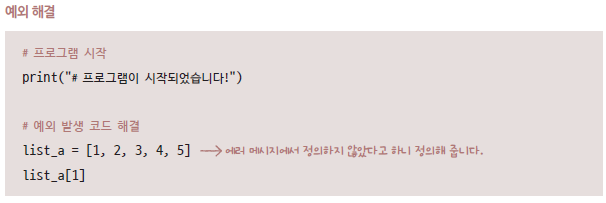 예외 해결
# 프로그램 시작
print("# 프로그램이 시작되었습니다!")
# 예외 발생 코드 해결
list_a = [1, 2, 3, 4, 5] → 에러 메시지에서 정의하지 않았다고 하니 정의해 줍니다.
list_a[1]